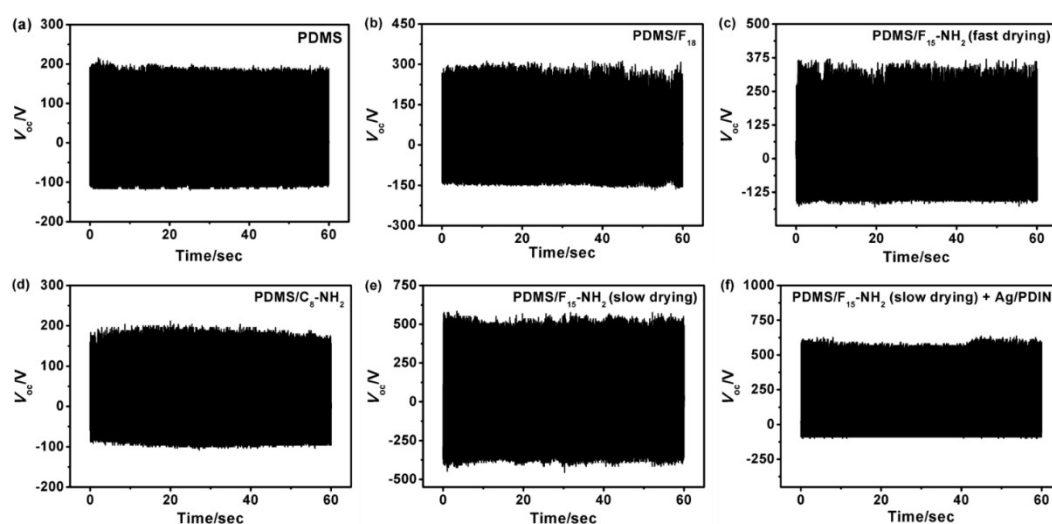 (a)
PDMS
300
200
100
0
-100
-200
V_oc/V
0 20 40 60
Time/sec
(b)
PDMS/F₁₈
450
300
150
0
-150
-300
V_oc/V
0 20 40 60
Time/sec
(c)
PDMS/F₁₅-NH₂ (fast drying)
375
250
125
0
-125
V_oc/V
0 20 40 60
Time/sec
(d)
PDMS/C₈-NH₂
300
200
100
0
-100
-200
V_oc/V
0 20 40 60
Time/sec
(e)
PDMS/F₁₅-NH₂ (slow drying)
750
500
250
0
-250
-500
V_oc/V
0 20 40 60
Time/sec
(f)
PDMS/F₁₅-NH₂ (slow drying) + Ag/PDIN
1000
750
500
250
0
-250
V_oc/V
0 20 40 60
Time/sec